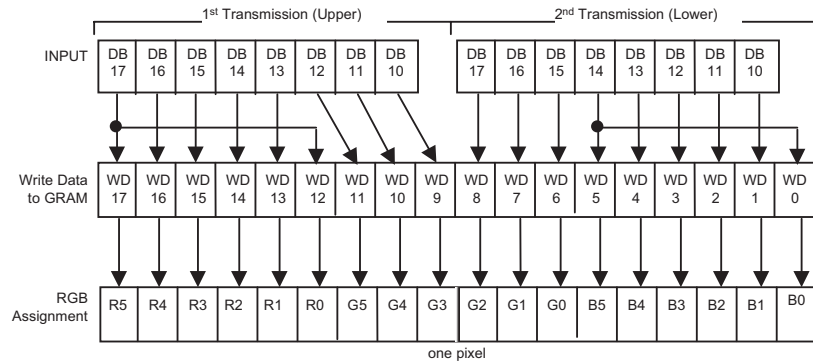 1st Transmission (Upper) 2nd Transmission (Lower)
INPUT DB 17 DB 16 DB 15 DB 14 DB 13 DB 12 DB 11 DB 10 DB 17 DB 16 DB 15 DB 14 DB 13 DB 12 DB 11 DB 10
Write Data to GRAM WD 17 WD 16 WD 15 WD 14 WD 13 WD 12 WD 11 WD 10 WD 9 WD 8 WD 7 WD 6 WD 5 WD 4 WD 3 WD 2 WD 1 WD 0
RGB Assignment R5 R4 R3 R2 R1 R0 G5 G4 G3 G2 G1 G0 B5 B4 B3 B2 B1 B0
one pixel